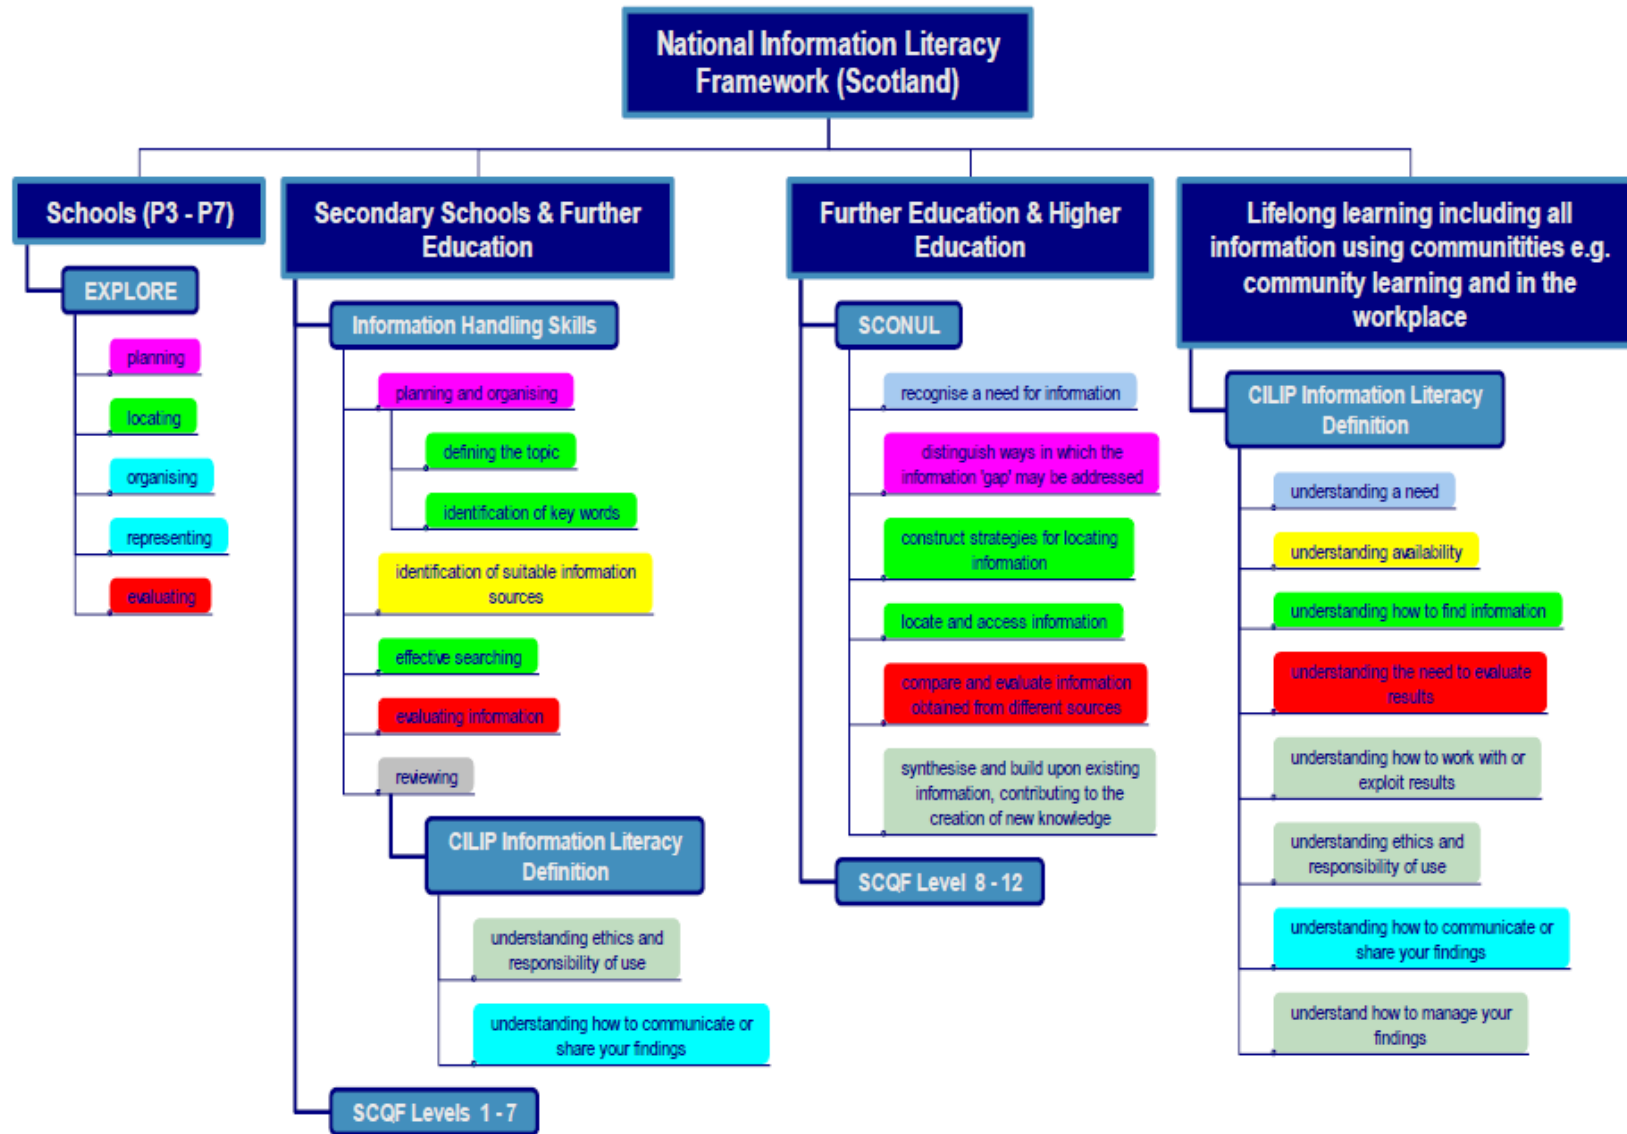 National Information Literacy
Framework (Scotland)
Schools (P3 - P7)
EXPLORE
planning
locating
organising
representing
evaluating
Secondary Schools & Further
Education
Information Handling Skills
planning and organising
defining the topic
identification of key words
identification of suitable information
sources
effective searching
evaluating information
reviewing
CILIP Information Literacy
Definition
understanding ethics and
responsibility of use
understanding how to communicate or
share your findings
SCQF Levels 1 - 7
Further Education & Higher
Education
SCONUL
recognise a need for information
distinguish ways in which the
information 'gap' may be addressed
construct strategies for locating
information
locate and access information
compare and evaluate information
obtained from different sources
synthesise and build upon existing
information, contributing to the
creation of new knowledge
SCQF Level 8 - 12
Lifelong learning including all
information using communitities e.g.
community learning and in the
workplace
CILIP Information Literacy
Definition
understanding a need
understanding availability
understanding how to find information
understanding the need to evaluate
results
understanding how to work with or
exploit results
understanding ethics and
responsibility of use
understanding how to communicate or
share your findings
understand how to manage your
findings